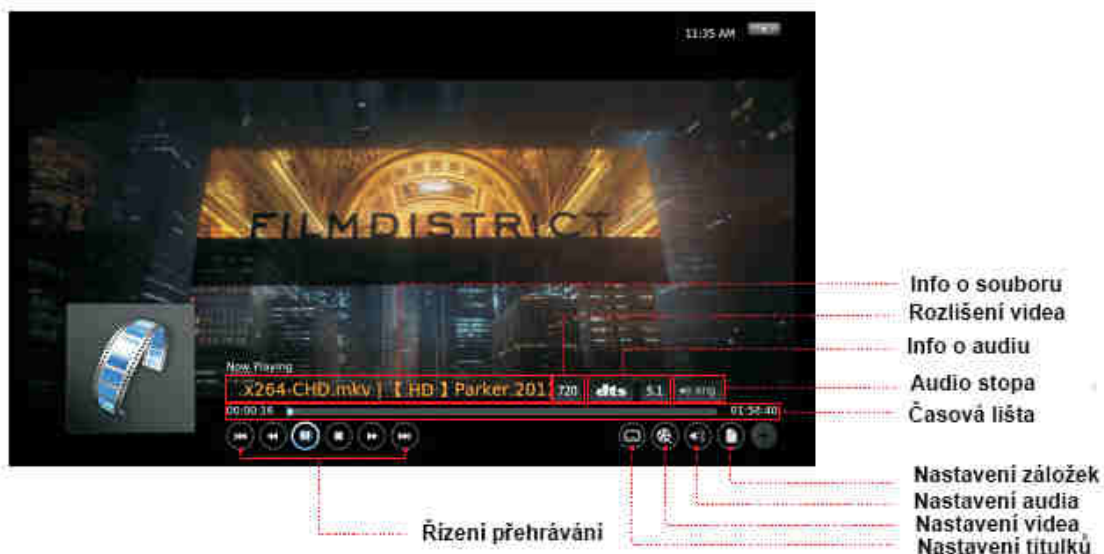 11:35 AM
FILMDISTRICT
Info o souboru
Rozlišení videa
Info o audiu
Now Playing
x264-CHD.mkv ] 【 HD 】 Parker 201
720
dts
5.1
eng
Audio stopa
00:00:16
01:58:40
Časová lišta
Nastavení záložek
Nastavení audia
Nastavení videa
Nastavení titulků
Řízení přehrávání